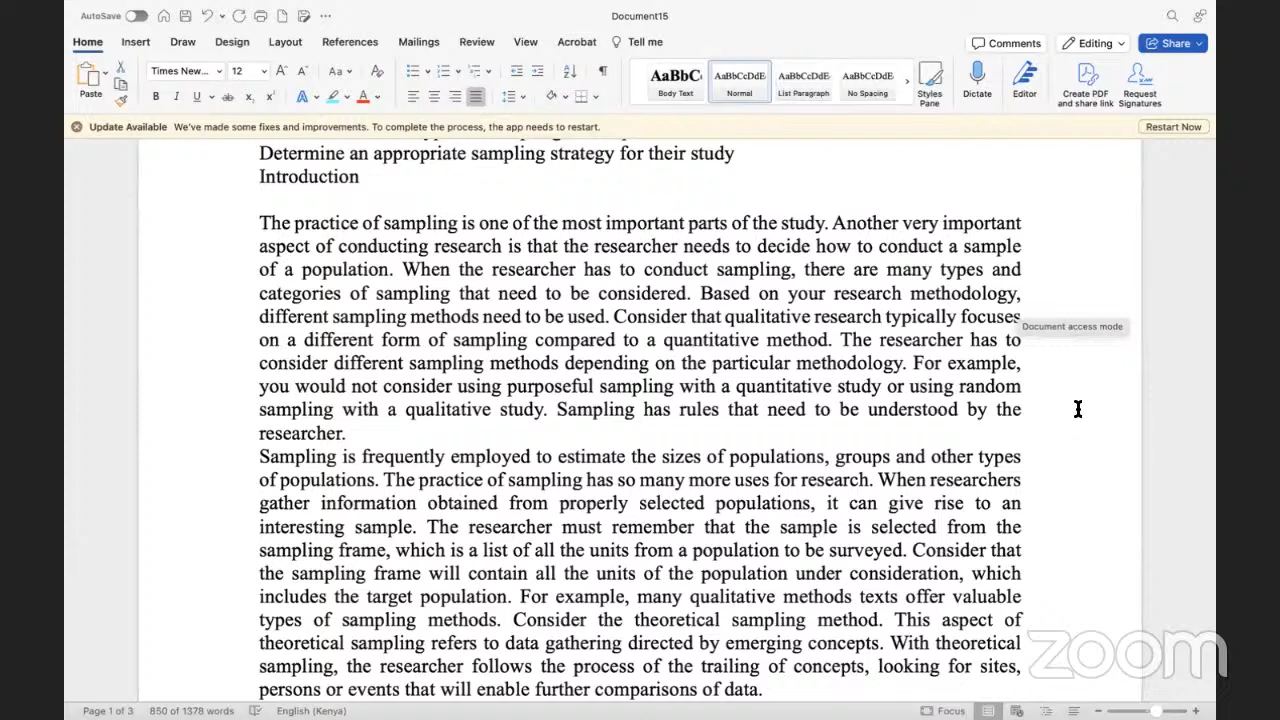 AutoSave
Document15
Home Insert Draw Design Layout References Mailings Review View Acrobat Tell me
Comments Editing Share
Paste
Times New... 12
AaBbC AaBbCcDdE AaBbCcDdE AaBbCcDdE
Body Text Normal List Paragraph No Spacing
Styles Pane
Dictate
Editor
Create PDF and share link
Request Signatures
Update Available We've made some fixes and improvements. To complete the process, the app needs to restart. Restart Now
Determine an appropriate sampling strategy for their study
Introduction
The practice of sampling is one of the most important parts of the study. Another very important
aspect of conducting research is that the researcher needs to decide how to conduct a sample
of a population. When the researcher has to conduct sampling, there are many types and
categories of sampling that need to be considered. Based on your research methodology,
different sampling methods need to be used. Consider that qualitative research typically focuses
on a different form of sampling compared to a quantitative method. The researcher has to
consider different sampling methods depending on the particular methodology. For example,
you would not consider using purposeful sampling with a quantitative study or using random
sampling with a qualitative study. Sampling has rules that need to be understood by the
researcher.
Document access mode
Sampling is frequently employed to estimate the sizes of populations, groups and other types
of populations. The practice of sampling has so many more uses for research. When researchers
gather information obtained from properly selected populations, it can give rise to an
interesting sample. The researcher must remember that the sample is selected from the
sampling frame, which is a list of all the units from a population to be surveyed. Consider that
the sampling frame will contain all the units of the population under consideration, which
includes the target population. For example, many qualitative methods texts offer valuable
types of sampling methods. Consider the theoretical sampling method. This aspect of
theoretical sampling refers to data gathering directed by emerging concepts. With theoretical
sampling, the researcher follows the process of the trailing of concepts, looking for sites,
persons or events that will enable further comparisons of data.
zoom
Page 1 of 3 850 of 1378 words English (Kenya) Focus